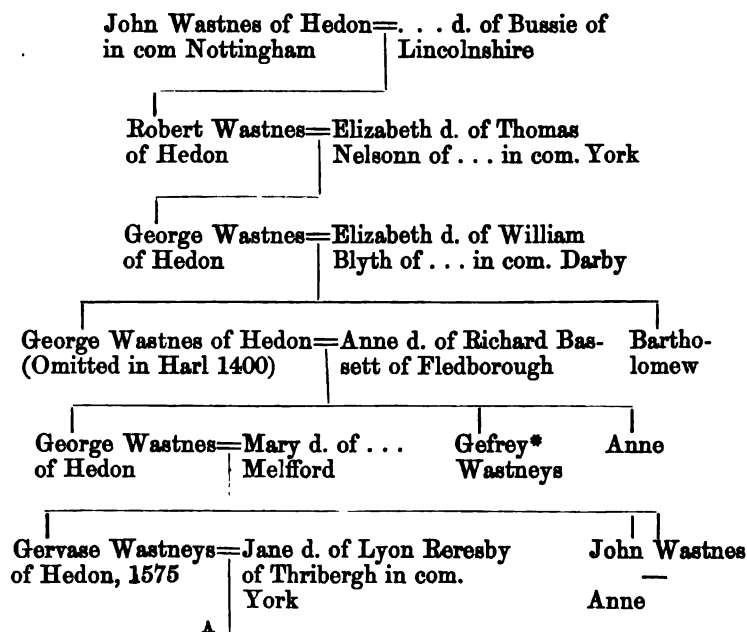 John Wastnes of Hedon=. . . d. of Bussie of
in com Nottingham Lincolnshire
Robert Wastnes=Elizabeth d. of Thomas
of Hedon Nelsonn of . . . in com. York
George Wastnes=Elizabeth d. of William
of Hedon Blyth of . . . in com. Darby
George Wastnes of Hedon=Anne d. of Richard Bas- Bartho-
(Omitted in Harl 1400) sett of Fledborough lomew
George Wastnes=Mary d. of . . . Gefrey* Anne
of Hedon Melfford Wastneys
Gervase Wastneys=Jane d. of Lyon Reresby John Wastnes
of Hedon, 1575 of Thribergh in com. —
York Anne
A